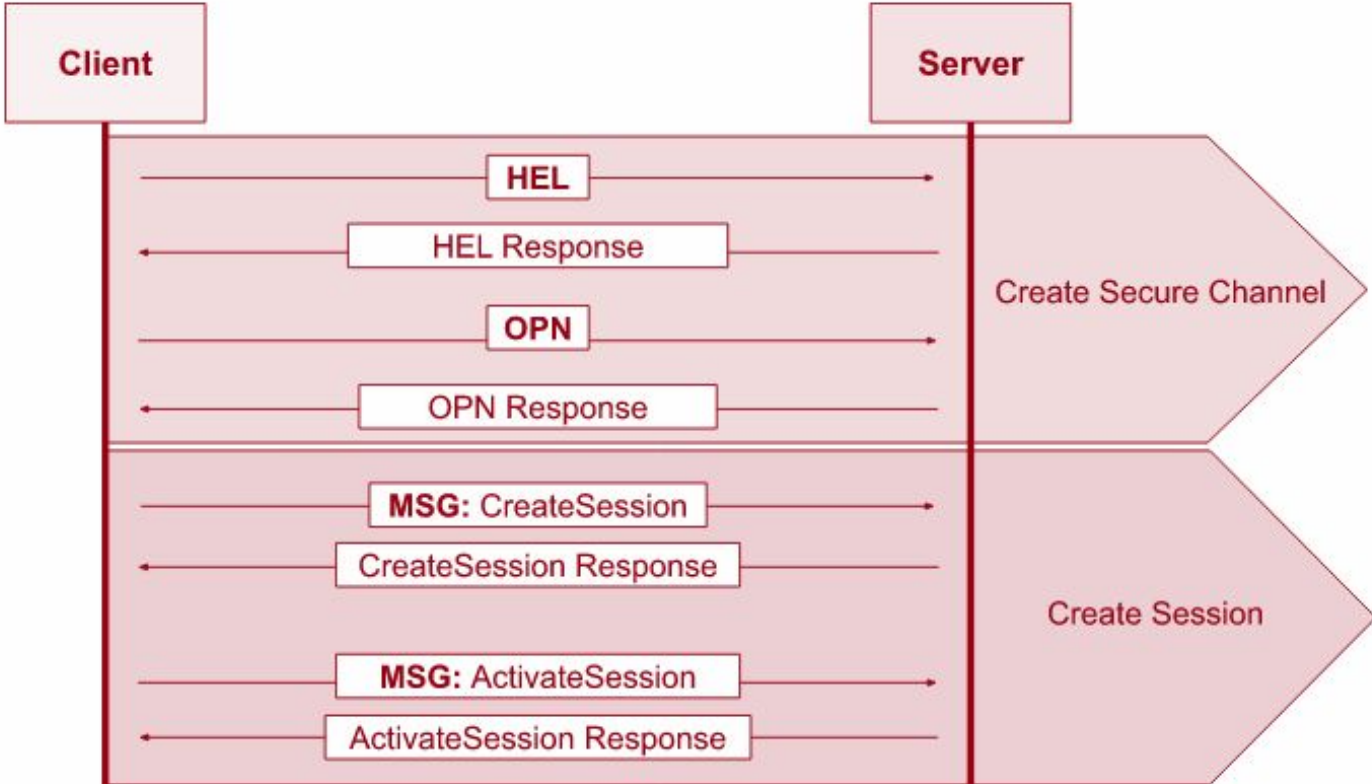 Client
Server
HEL
HEL Response
Create Secure Channel
OPN
OPN Response
MSG: CreateSession
CreateSession Response
Create Session
MSG: ActivateSession
ActivateSession Response